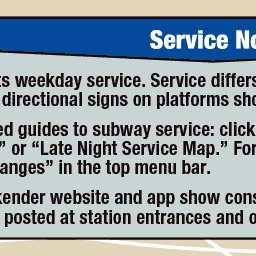 Service No
ts weekday service. Service differs
directional signs on platforms sho
ed guides to subway service: click
” or “Late Night Service Map.” For
anges” in the top menu bar.
kender website and app show cons
posted at station entrances and o